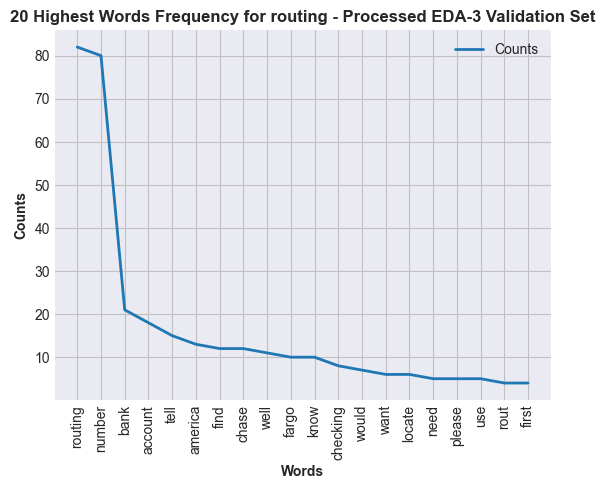 20 Highest Words Frequency for routing - Processed EDA-3 Validation Set
Counts
80
70
60
50
40
30
20
10
Counts
routing
number
bank
account
tell
america
find
chase
well
fargo
know
checking
would
want
locate
need
please
use
rout
first
Words